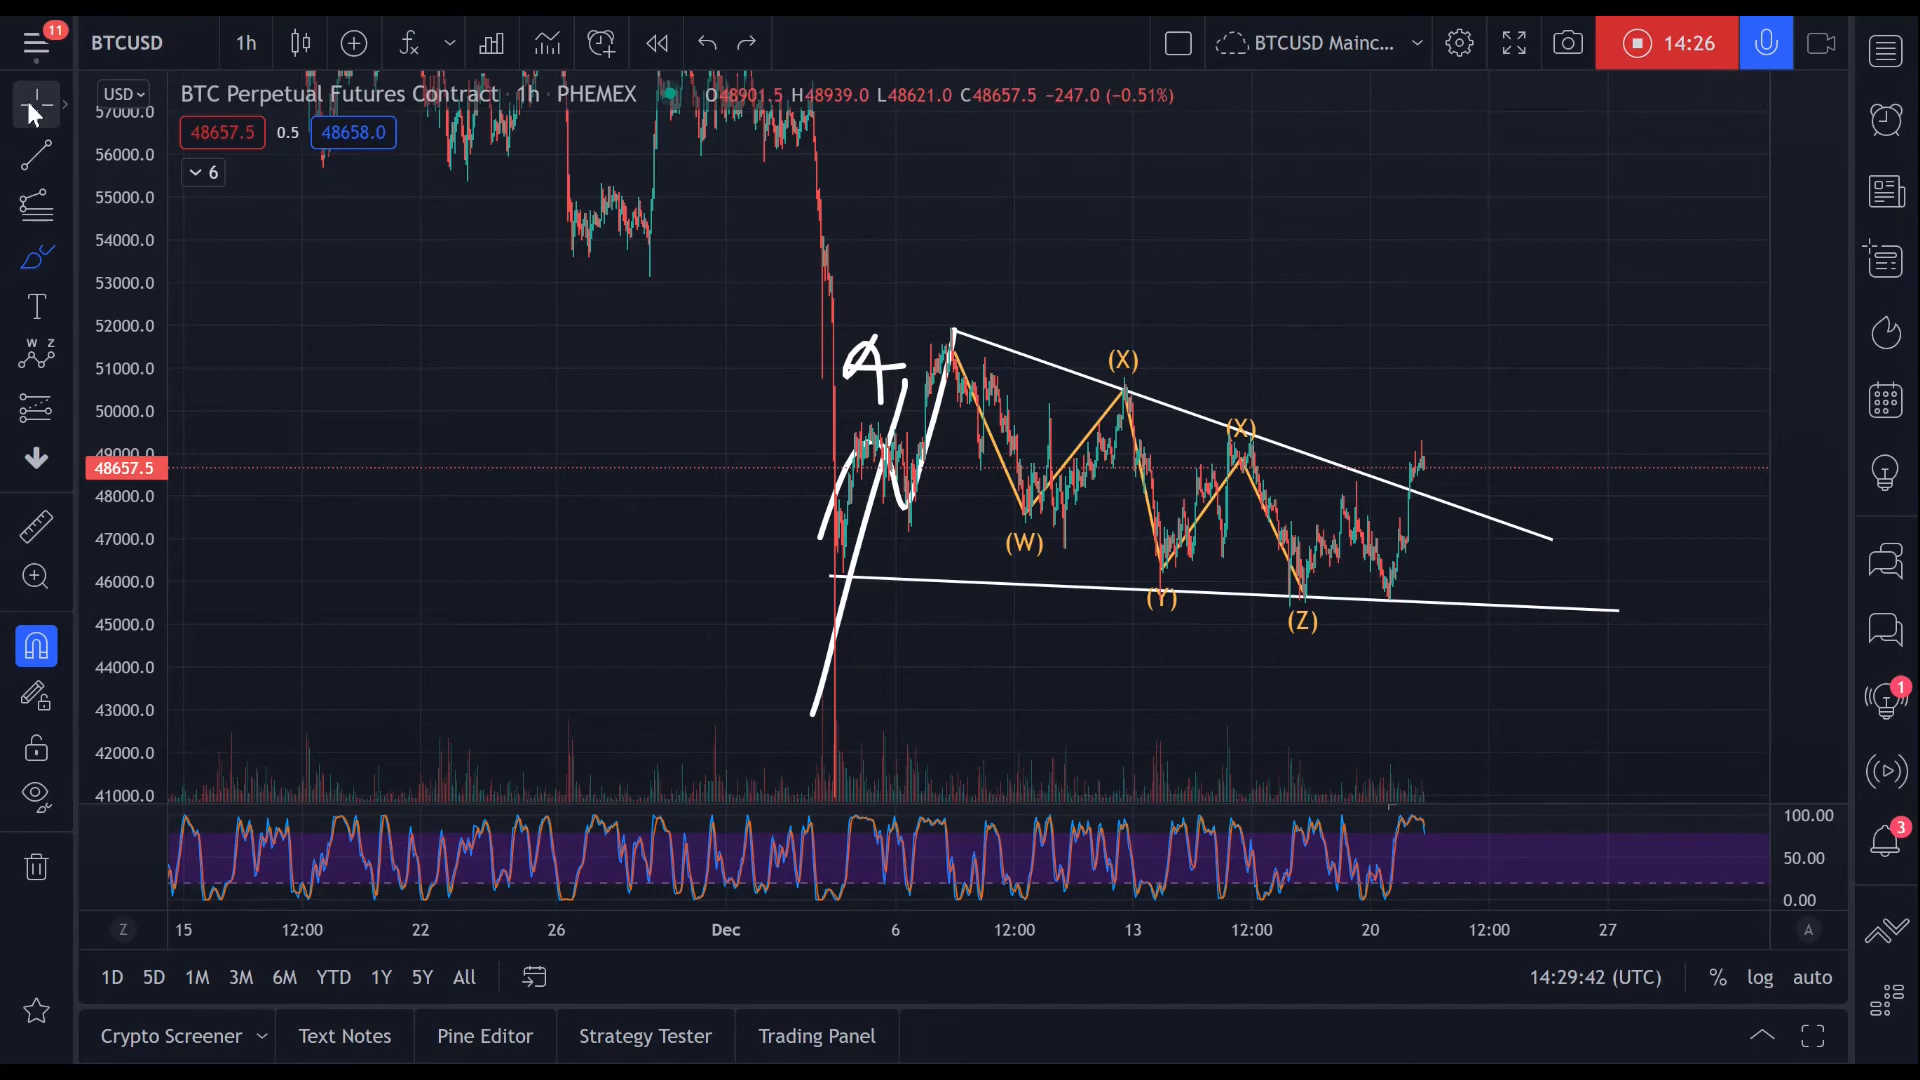 11
BTCUSD 1h BTCUSD Mainc... 14:26
USD
BTC Perpetual Futures Contract · 1h · PHEMEX O48901.5 H48939.0 L48621.0 C48657.5 −247.0 (−0.51%)
48657.5 0.5 48658.0
6
57000.0
56000.0
55000.0
54000.0
53000.0
52000.0
51000.0
50000.0
49000.0
48657.5
48000.0
47000.0
46000.0
45000.0
44000.0
43000.0
42000.0
41000.0
(X)
(X)
(W)
(Y)
(Z)
W Z
T
1
3
100.00
50.00
0.00
Z 15 12:00 22 26 Dec 6 12:00 13 12:00 20 12:00 27 A
1D 5D 1M 3M 6M YTD 1Y 5Y All 14:29:42 (UTC) % log auto
Crypto Screener Text Notes Pine Editor Strategy Tester Trading Panel